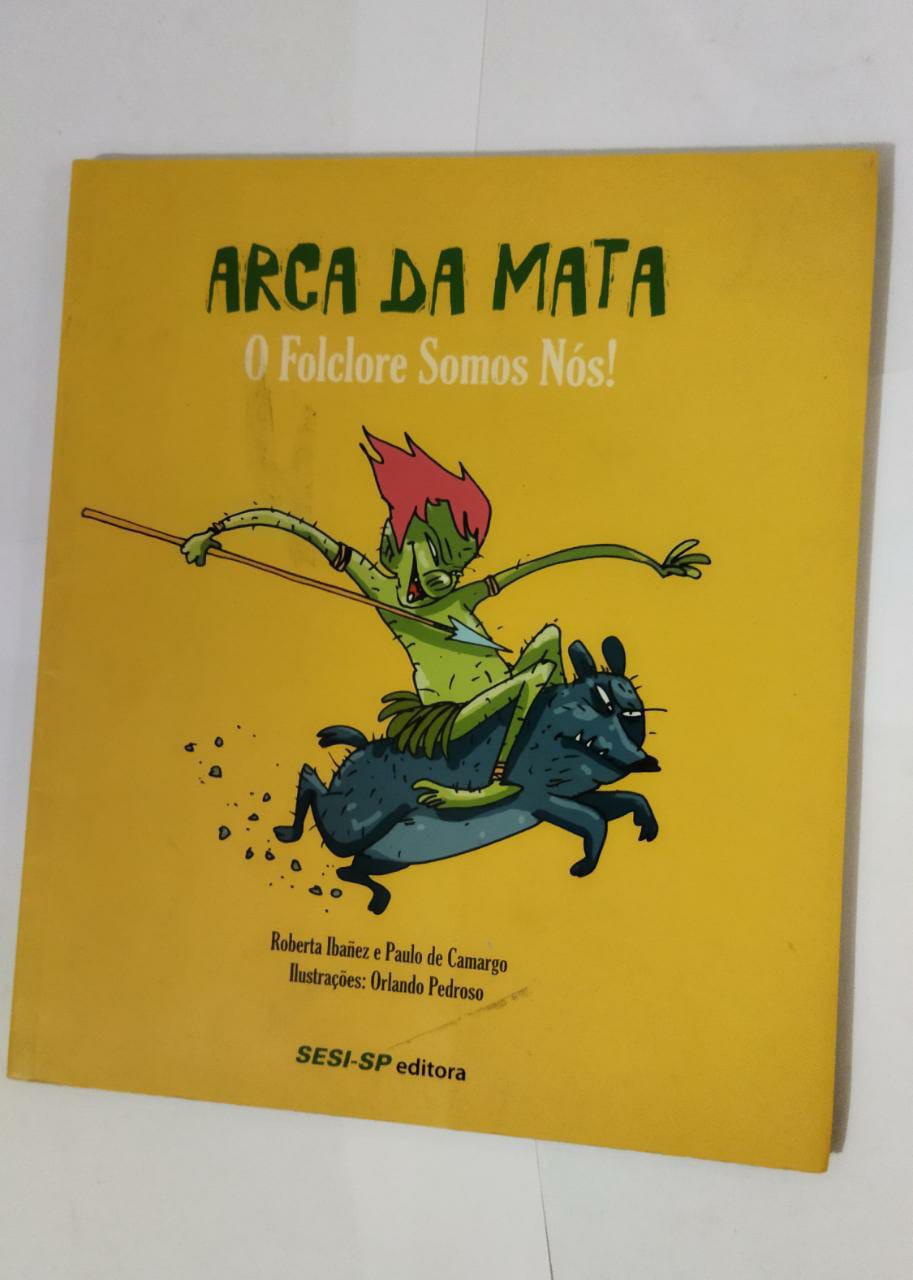 ARCA DA MATA
O Folclore Somos Nós!
Roberta Ibañez e Paulo de Camargo
Ilustrações: Orlando Pedroso
SESI-SP editora